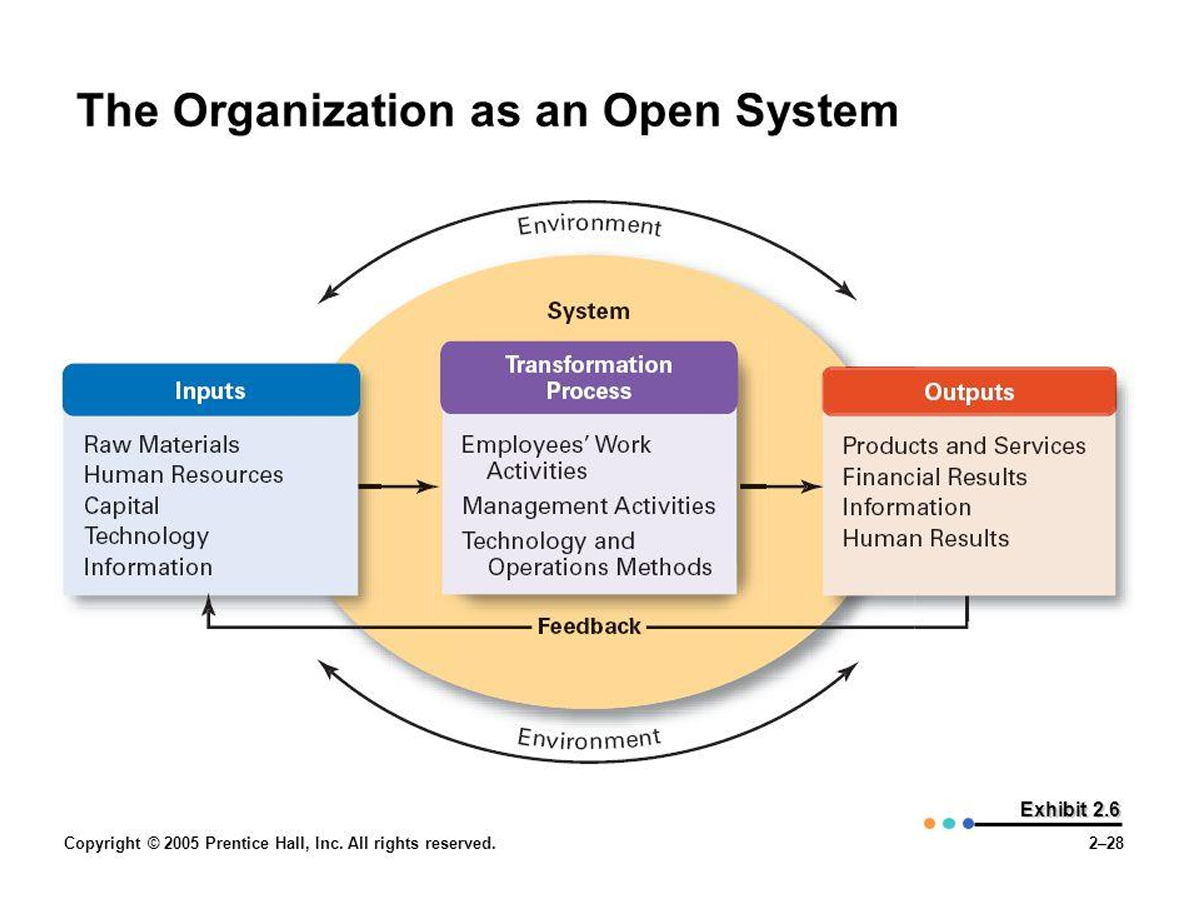 The Organization as an Open System
Environment
System
Inputs
Raw Materials
Human Resources
Capital
Technology
Information
Transformation
Process
Employees’ Work
Activities
Management Activities
Technology and
Operations Methods
Outputs
Products and Services
Financial Results
Information
Human Results
Feedback
Environment
Exhibit 2.6
Copyright © 2005 Prentice Hall, Inc. All rights reserved.
2–28